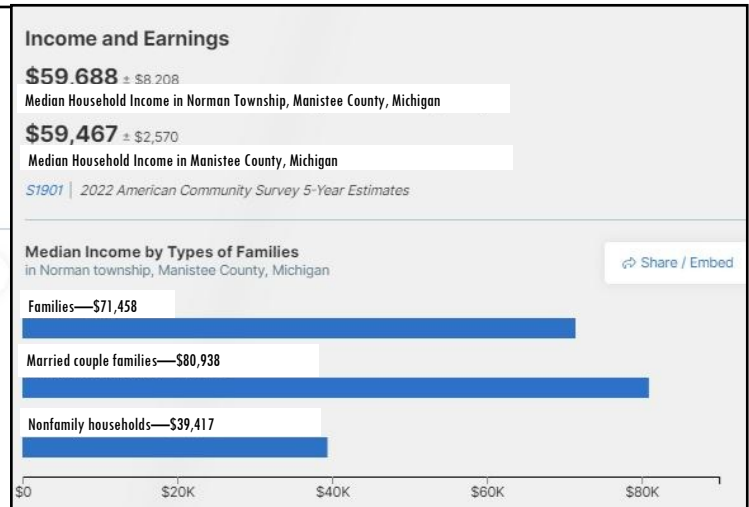 Income and Earnings
$59,688 ± $8,208
Median Household Income in Norman Township, Manistee County, Michigan
$59,467 ± $2,570
Median Household Income in Manistee County, Michigan
S1901 | 2022 American Community Survey 5-Year Estimates
Median Income by Types of Families
in Norman township, Manistee County, Michigan
Share / Embed
Families—$71,458
Married couple families—$80,938
Nonfamily households—$39,417
$0 $20K $40K $60K $80K